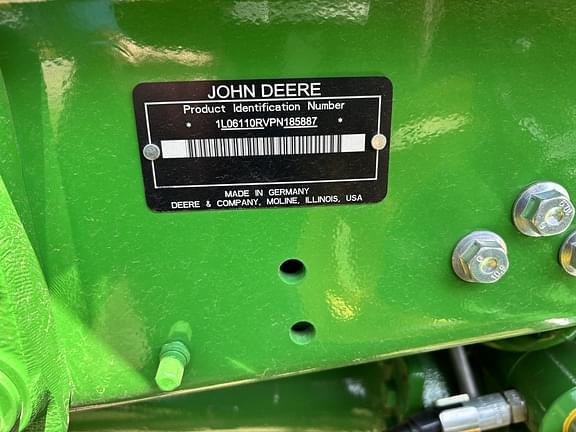 JOHN DEERE
Product Identification Number
* 1L06110RVPN185887 *
MADE IN GERMANY
DEERE & COMPANY, MOLINE, ILLINOIS, USA